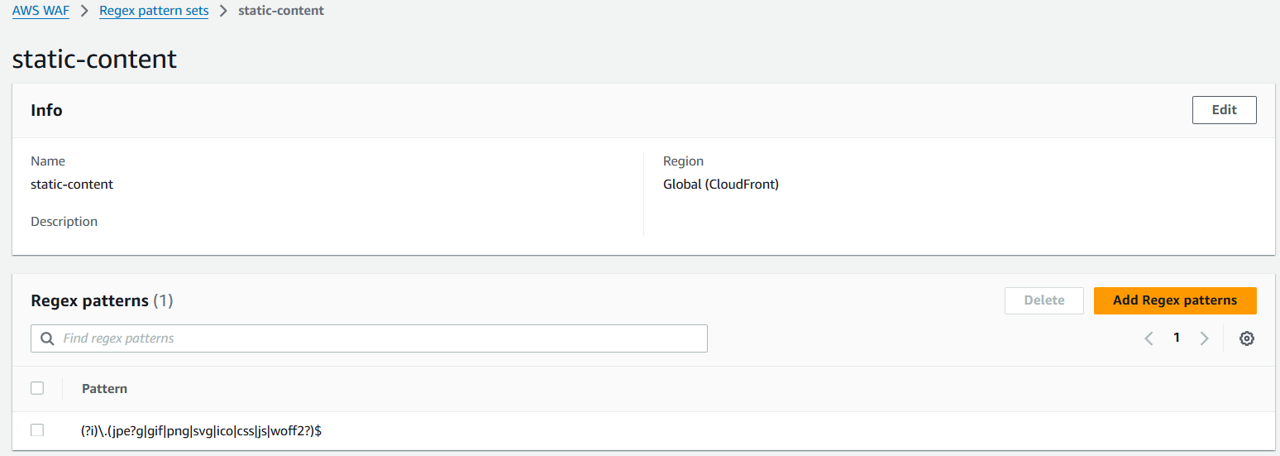 AWS WAF > Regex pattern sets > static-content
static-content
Info
Edit
Name
static-content
Region
Global (CloudFront)
Description
Regex patterns (1)
Delete
Add Regex patterns
Find regex patterns
1
Pattern
(?i)\.(jpe?g|gif|png|svg|ico|css|js|woff2?)$